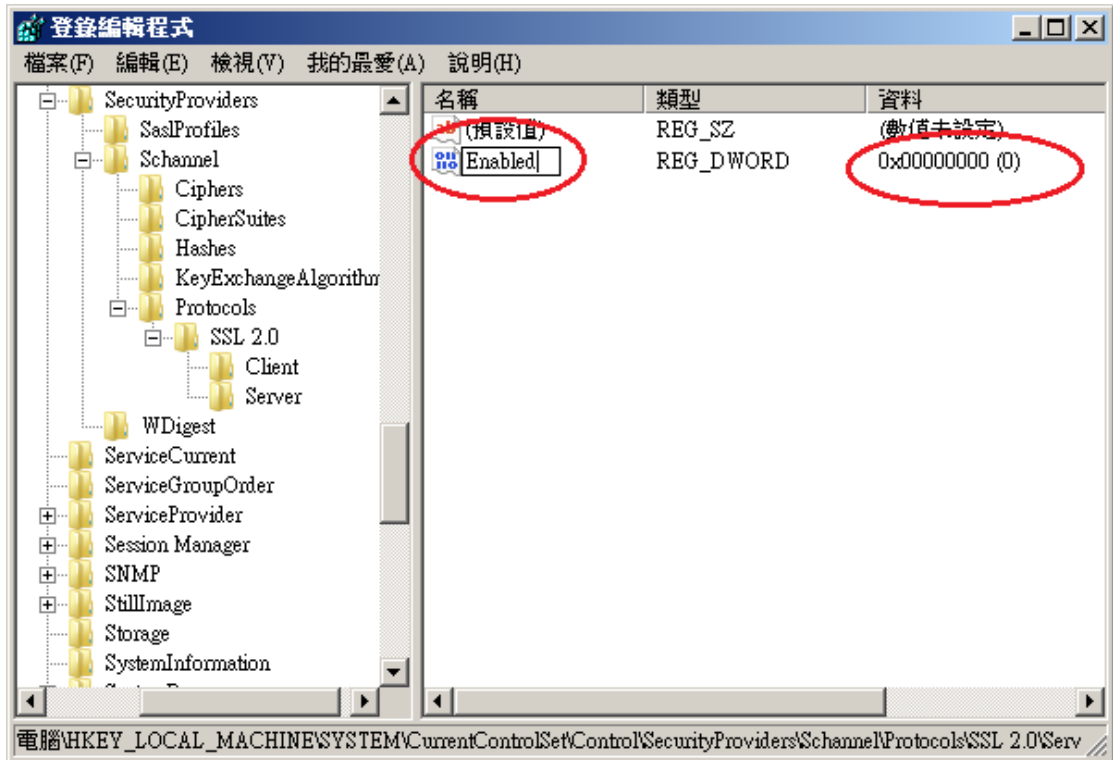 登錄編輯程式
檔案(F) 編輯(E) 檢視(V) 我的最愛(A) 說明(H)
SecurityProviders
SaslProfiles
Schannel
Ciphers
CipherSuites
Hashes
KeyExchangeAlgorithm
Protocols
SSL 2.0
Client
Server
WDigest
ServiceCurrent
ServiceGroupOrder
ServiceProvider
Session Manager
SNMP
StillImage
Storage
SystemInformation
名稱 類型 資料
(預設值) REG_SZ (數值未設定)
Enabled REG_DWORD 0x00000000 (0)
電腦\HKEY_LOCAL_MACHINE\SYSTEM\CurrentControlSet\Control\SecurityProviders\Schannel\Protocols\SSL 2.0\Serv